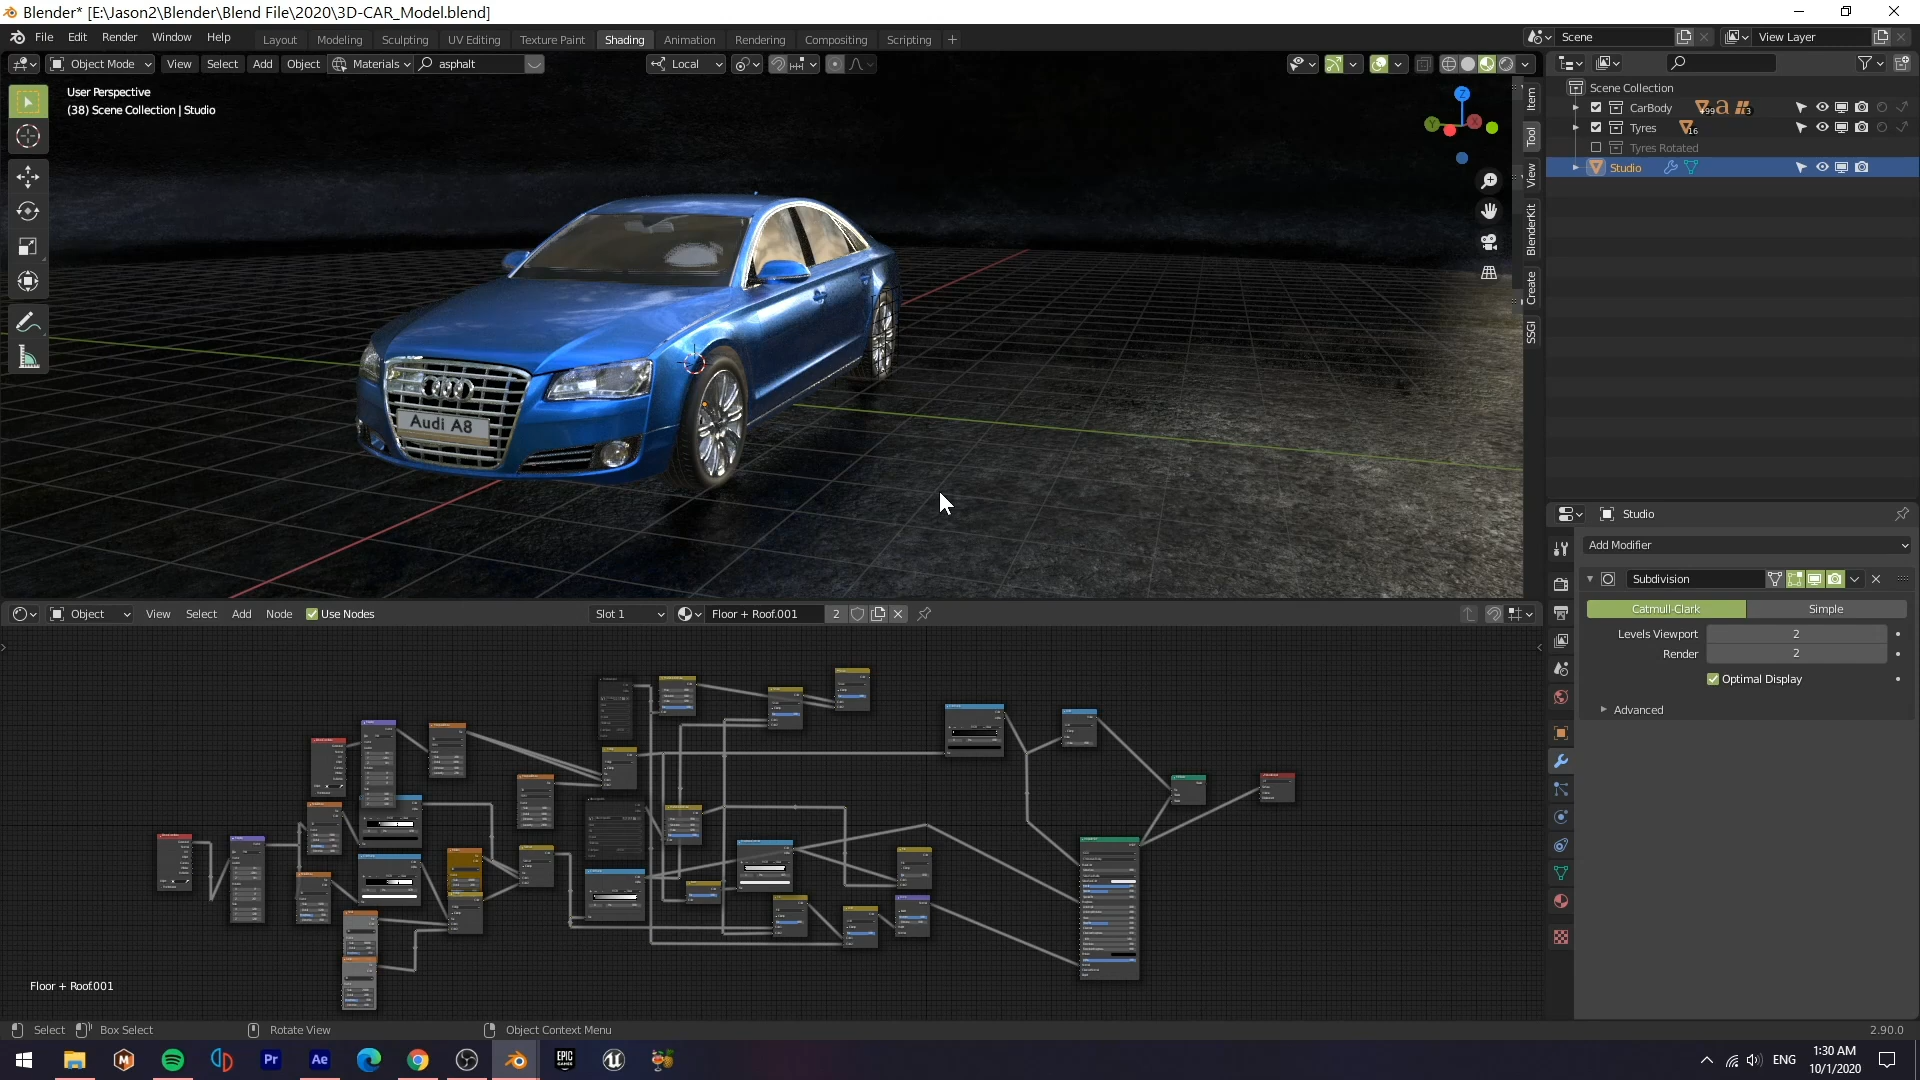 Blender* [E:\Jason2\Blender\Blend File\2020\3D-CAR_Model.blend]
File Edit Render Window Help
Layout Modeling Sculpting UV Editing Texture Paint Shading Animation Rendering Compositing Scripting +
Scene
View Layer
Object Mode View Select Add Object Materials asphalt Local
User Perspective
(38) Scene Collection | Studio
Z
Y
Item
Tool
View
BlenderKit
Create
SSGI
Audi A8
Scene Collection
CarBody
Tyres 16
Tyres Rotated
Studio
Studio
Add Modifier
Subdivision
Catmull-Clark Simple
Levels Viewport 2
Render 2
Optimal Display
Advanced
Object View Select Add Node Use Nodes Slot 1 Floor + Roof.001 2
Floor + Roof.001
Select Box Select Rotate View Object Context Menu 2.90.0
Pr Ae EPIC GAMES
ENG
1:30 AM
10/1/2020